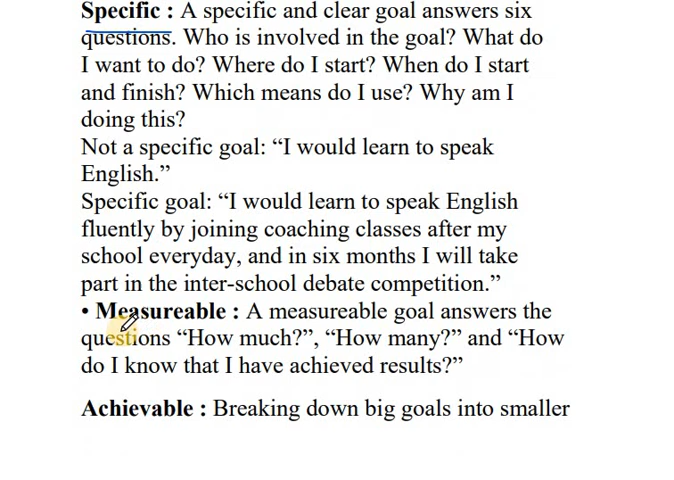 Specific : A specific and clear goal answers six
questions. Who is involved in the goal? What do
I want to do? Where do I start? When do I start
and finish? Which means do I use? Why am I
doing this?
Not a specific goal: “I would learn to speak
English.”
Specific goal: “I would learn to speak English
fluently by joining coaching classes after my
school everyday, and in six months I will take
part in the inter-school debate competition.”
• Measureable : A measureable goal answers the
questions “How much?”, “How many?” and “How
do I know that I have achieved results?”
Achievable : Breaking down big goals into smaller